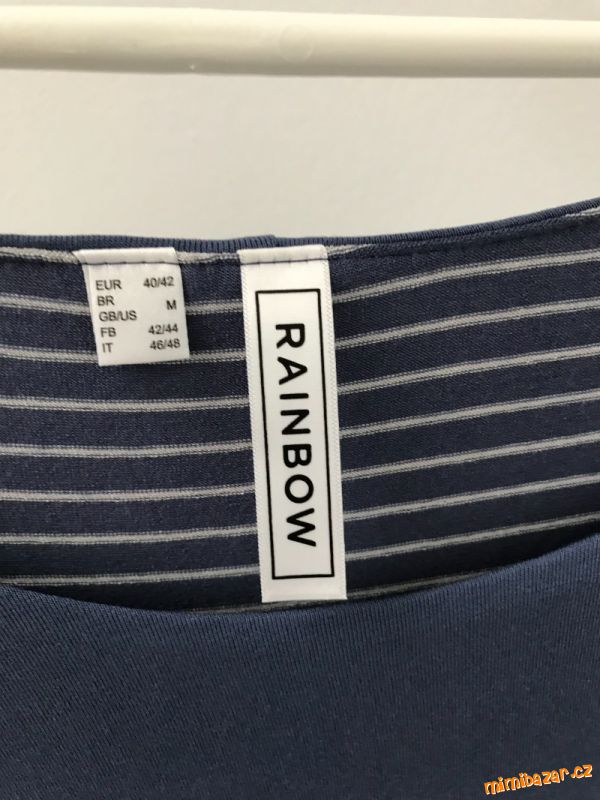 EUR 40/42
BR
GB/US M
FB 42/44
IT 46/48
RAINBOW
mimibazar.cz